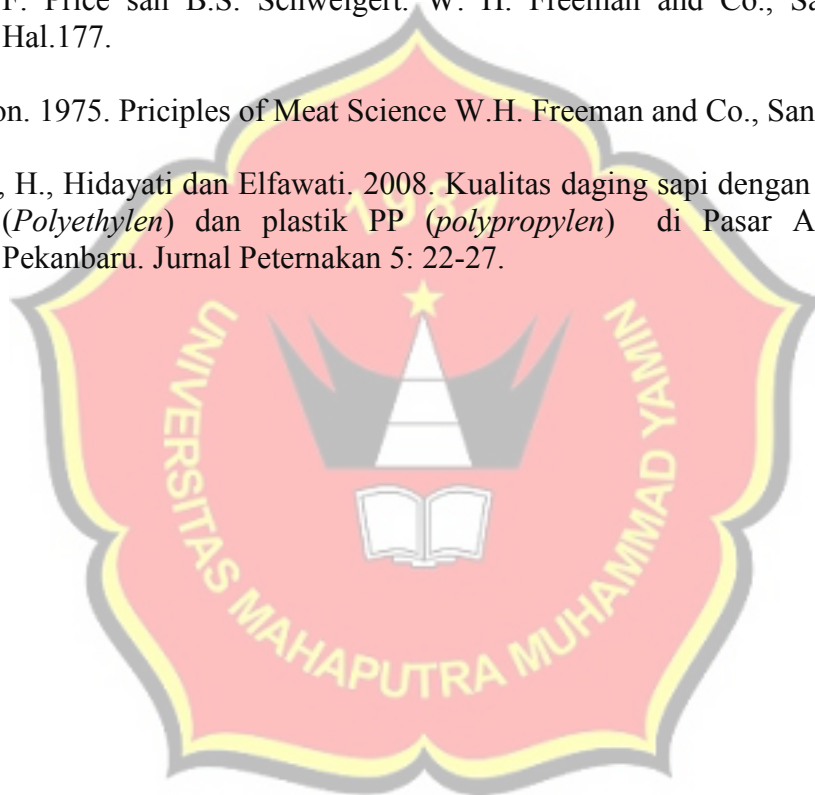 F. Price san B.S. Schweigert. W. H. Freeman and Co., Sa
Hal.177.
on. 1975. Priciples of Meat Science W.H. Freeman and Co., San
, H., Hidayati dan Elfawati. 2008. Kualitas daging sapi dengan
(Polyethylen) dan plastik PP (polypropylen) di Pasar A
Pekanbaru. Jurnal Peternakan 5: 22-27.
1984
UNIVERSITAS MAHAPUTRA MUHAMMAD YAMIN